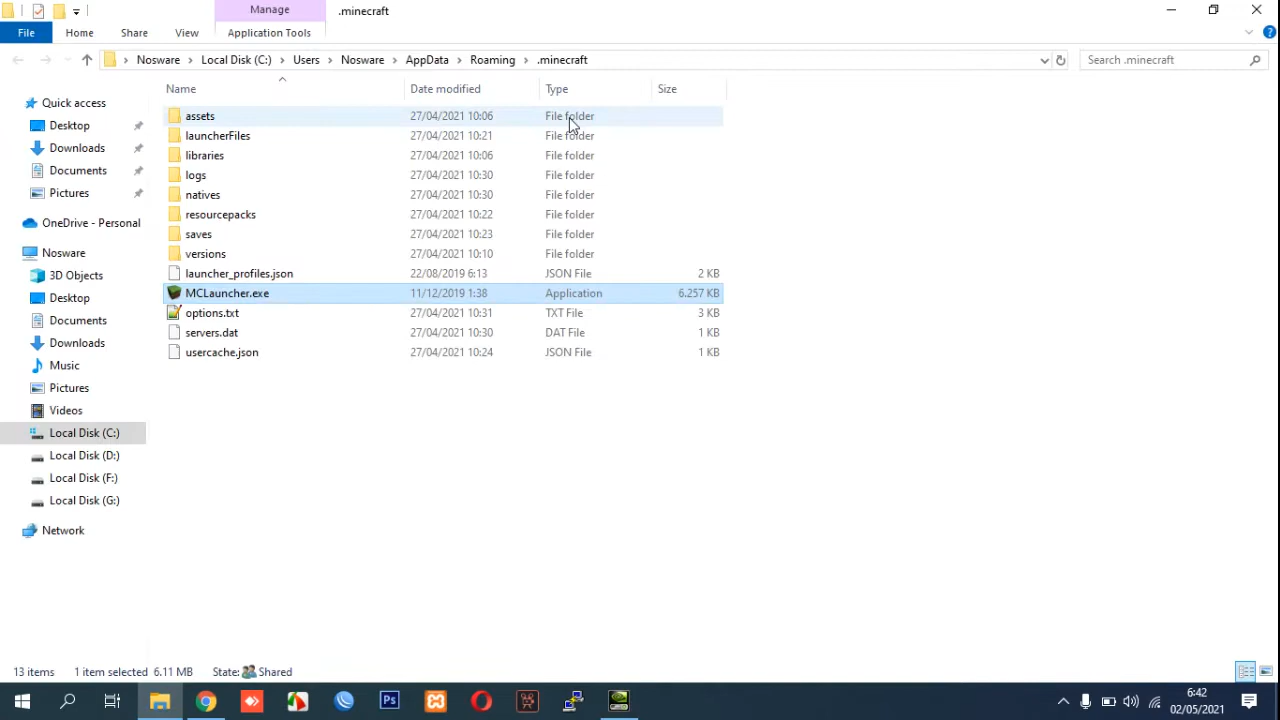 Manage
.minecraft
File
Home
Share
View
Application Tools
Nosware
Local Disk (C:)
Users
Nosware
AppData
Roaming
.minecraft
Search .minecraft
Name
Date modified
Type
Size
Quick access
Desktop
Downloads
Documents
Pictures
OneDrive - Personal
Nosware
3D Objects
Desktop
Documents
Downloads
Music
Pictures
Videos
Local Disk (C:)
Local Disk (D:)
Local Disk (F:)
Local Disk (G:)
Network
assets 27/04/2021 10:06 File folder
launcherFiles 27/04/2021 10:21 File folder
libraries 27/04/2021 10:06 File folder
logs 27/04/2021 10:30 File folder
natives 27/04/2021 10:30 File folder
resourcepacks 27/04/2021 10:22 File folder
saves 27/04/2021 10:23 File folder
versions 27/04/2021 10:10 File folder
launcher_profiles.json 22/08/2019 6:13 JSON File 2 KB
MCLauncher.exe 11/12/2019 1:38 Application 6.257 KB
options.txt 27/04/2021 10:31 TXT File 3 KB
servers.dat 27/04/2021 10:30 DAT File 1 KB
usercache.json 27/04/2021 10:24 JSON File 1 KB
13 items
1 item selected 6.11 MB
State: Shared
Ps
6:42
02/05/2021